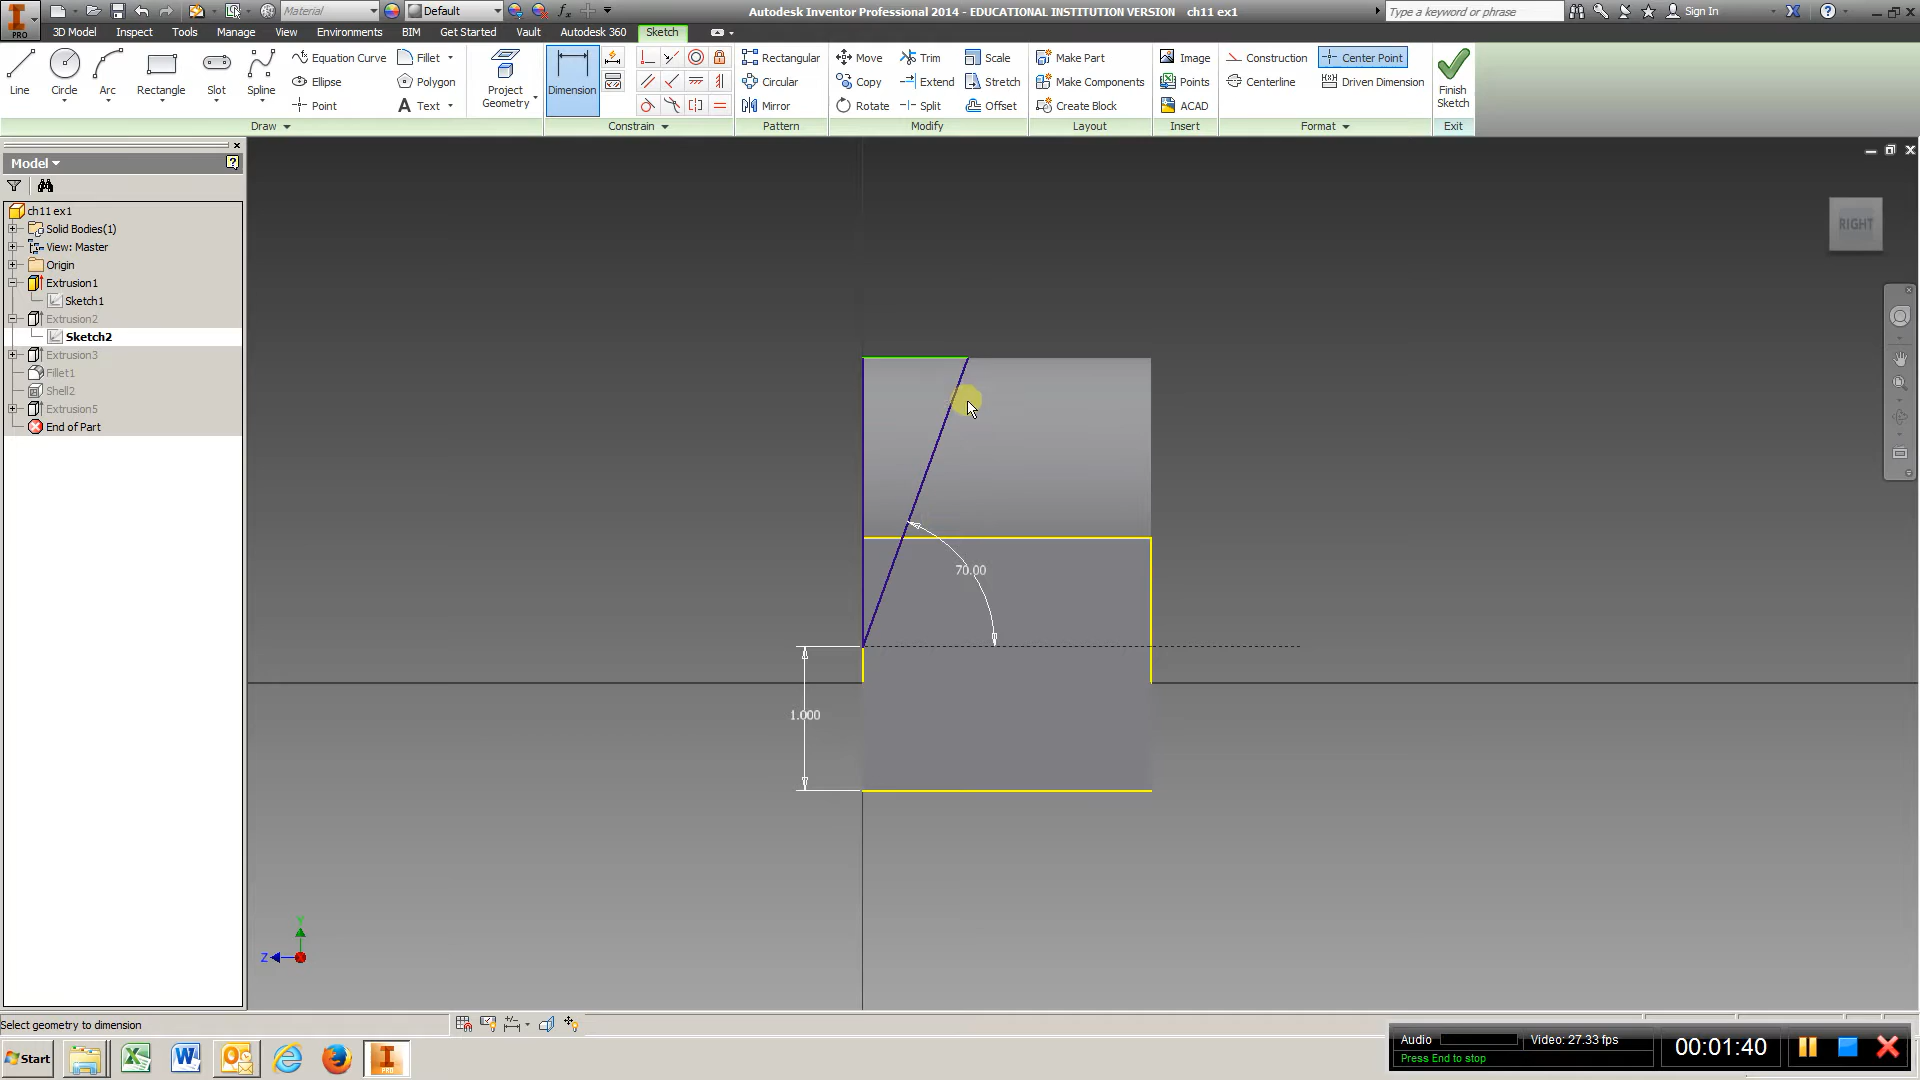 Material
Default
Autodesk Inventor Professional 2014 - EDUCATIONAL INSTITUTION VERSION ch11 ex1
Type a keyword or phrase
Sign In
PRO
3D Model
Inspect
Tools
Manage
View
Environments
BIM
Get Started
Vault
Autodesk 360
Sketch
Line
Circle
Arc
Rectangle
Slot
Spline
Equation Curve
Ellipse
Point
Fillet
Polygon
Text
Draw
Project Geometry
Dimension
Constrain
Rectangular
Circular
Mirror
Pattern
Move
Copy
Rotate
Trim
Extend
Split
Scale
Stretch
Offset
Modify
Make Part
Make Components
Create Block
Layout
Image
Points
ACAD
Insert
Construction
Centerline
Center Point
Driven Dimension
Format
Finish Sketch
Exit
Model
ch11 ex1
Solid Bodies(1)
View: Master
Origin
Extrusion1
Sketch1
Extrusion2
Sketch2
Extrusion3
Fillet1
Shell2
Extrusion5
End of Part
RIGHT
70.00
1.000
Y
Z
Select geometry to dimension
Start
PRO
Audio
Video: 27.33 fps
Press End to stop
00:01:40